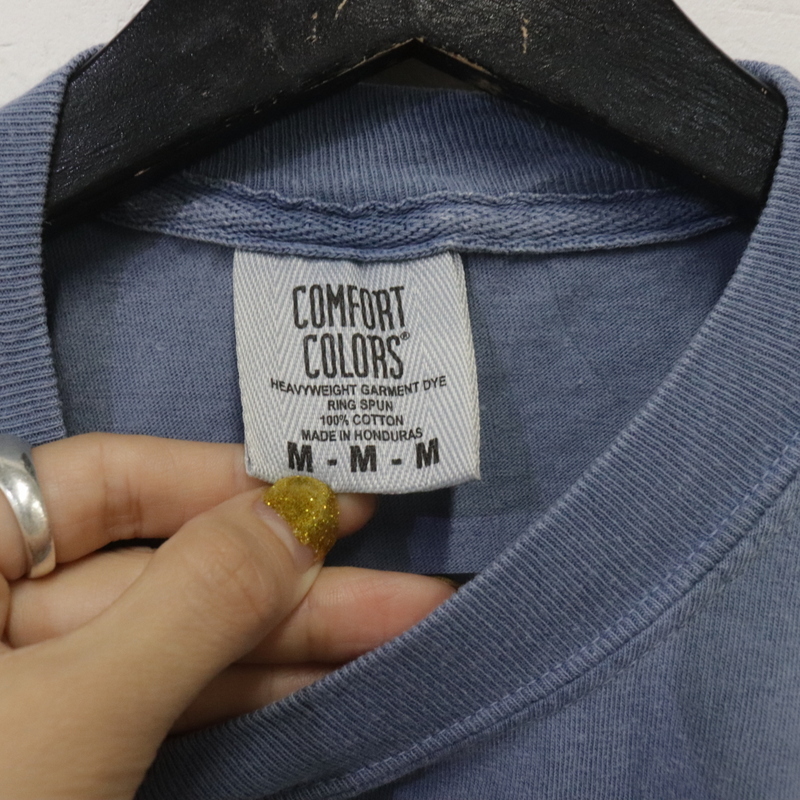 COMFORT
COLORS®
HEAVYWEIGHT GARMENT DYE
RING SPUN
100% COTTON
MADE IN HONDURAS
M - M - M